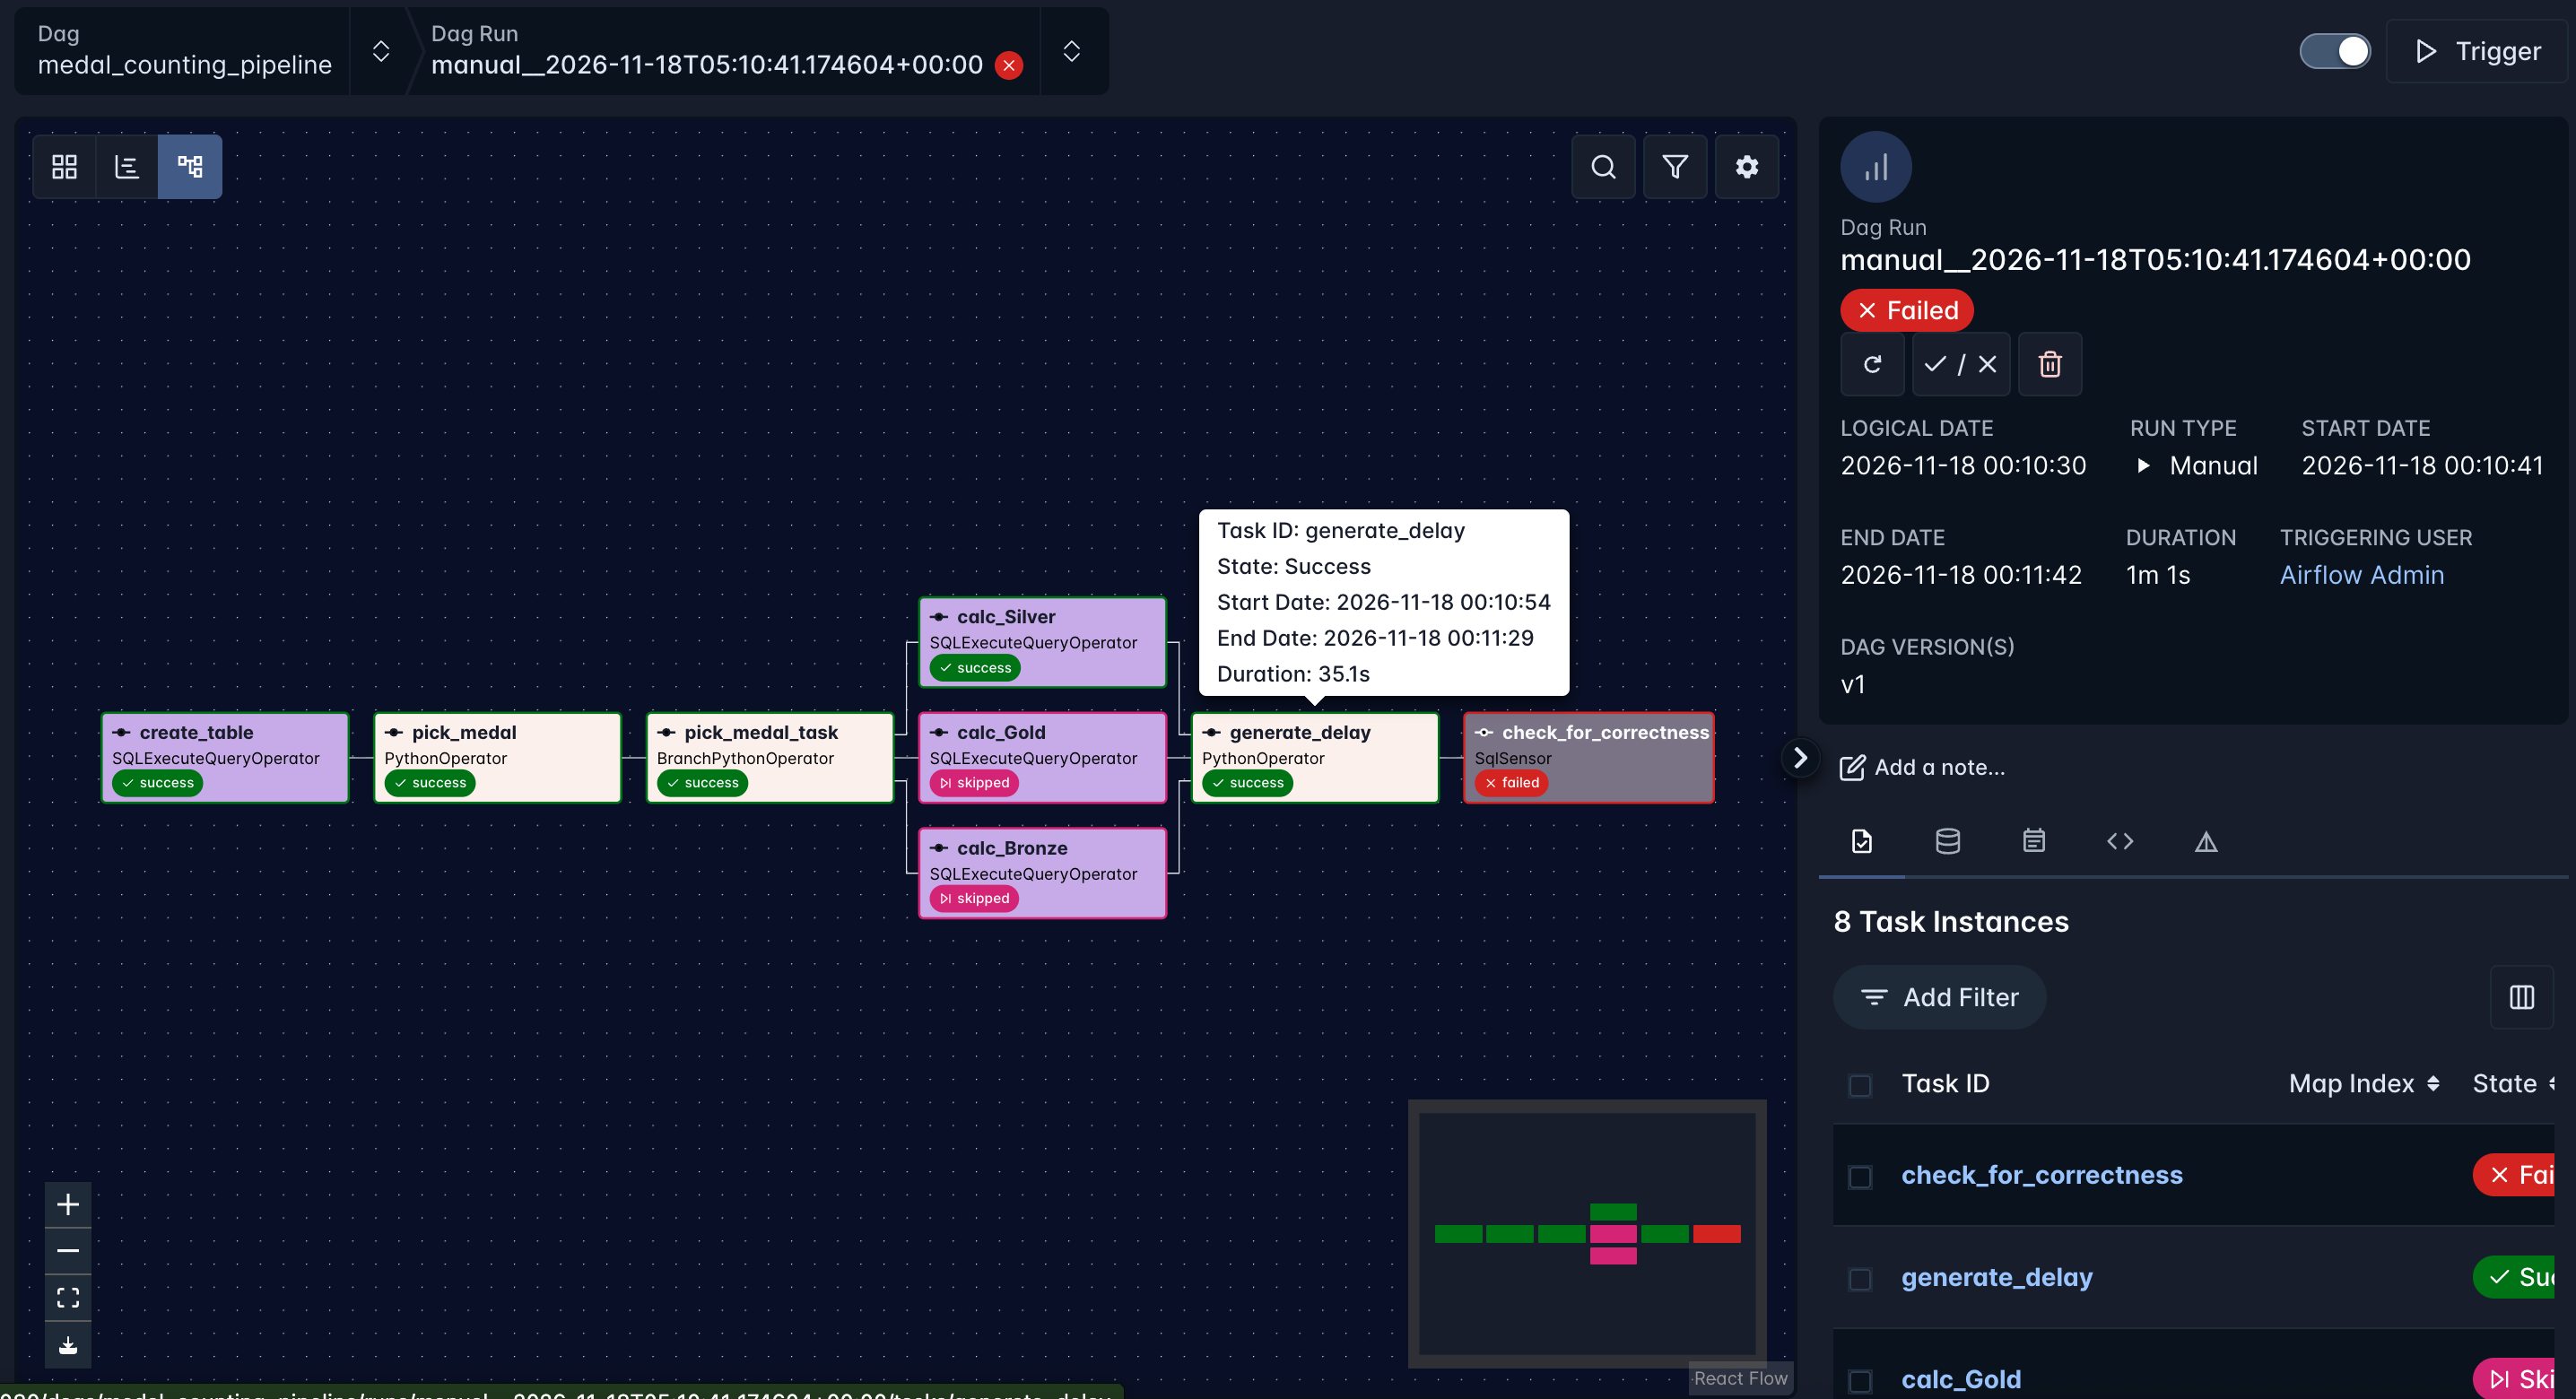 Dag
medal_counting_pipeline
Dag Run
manual__2026-11-18T05:10:41.174604+00:00
Trigger
Task ID: generate_delay
State: Success
Start Date: 2026-11-18 00:10:54
End Date: 2026-11-18 00:11:29
Duration: 35.1s
calc_Silver
SQLExecuteQueryOperator
success
create_table
SQLExecuteQueryOperator
success
pick_medal
PythonOperator
success
pick_medal_task
BranchPythonOperator
success
calc_Gold
SQLExecuteQueryOperator
skipped
generate_delay
PythonOperator
success
check_for_correctness
SqlSensor
failed
calc_Bronze
SQLExecuteQueryOperator
skipped
React Flow
Dag Run
manual__2026-11-18T05:10:41.174604+00:00
Failed
/
LOGICAL DATE RUN TYPE START DATE
2026-11-18 00:10:30 Manual 2026-11-18 00:10:41
END DATE DURATION TRIGGERING USER
2026-11-18 00:11:42 1m 1s Airflow Admin
DAG VERSION(S)
v1
Add a note...
8 Task Instances
Add Filter
Task ID Map Index State
check_for_correctness Fai
generate_delay Suc
calc_Gold Ski